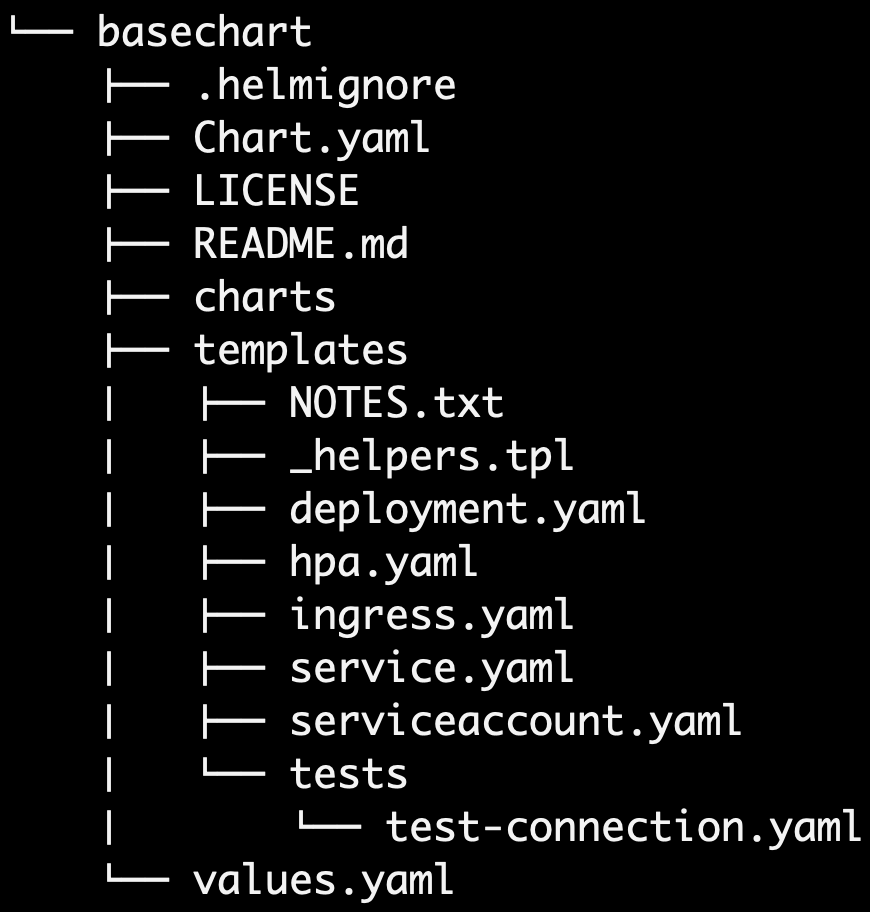 └── basechart
    ├── .helmignore
    ├── Chart.yaml
    ├── LICENSE
    ├── README.md
    ├── charts
    ├── templates
    │   ├── NOTES.txt
    │   ├── _helpers.tpl
    │   ├── deployment.yaml
    │   ├── hpa.yaml
    │   ├── ingress.yaml
    │   ├── service.yaml
    │   ├── serviceaccount.yaml
    │   └── tests
    │       └── test-connection.yaml
    └── values.yaml